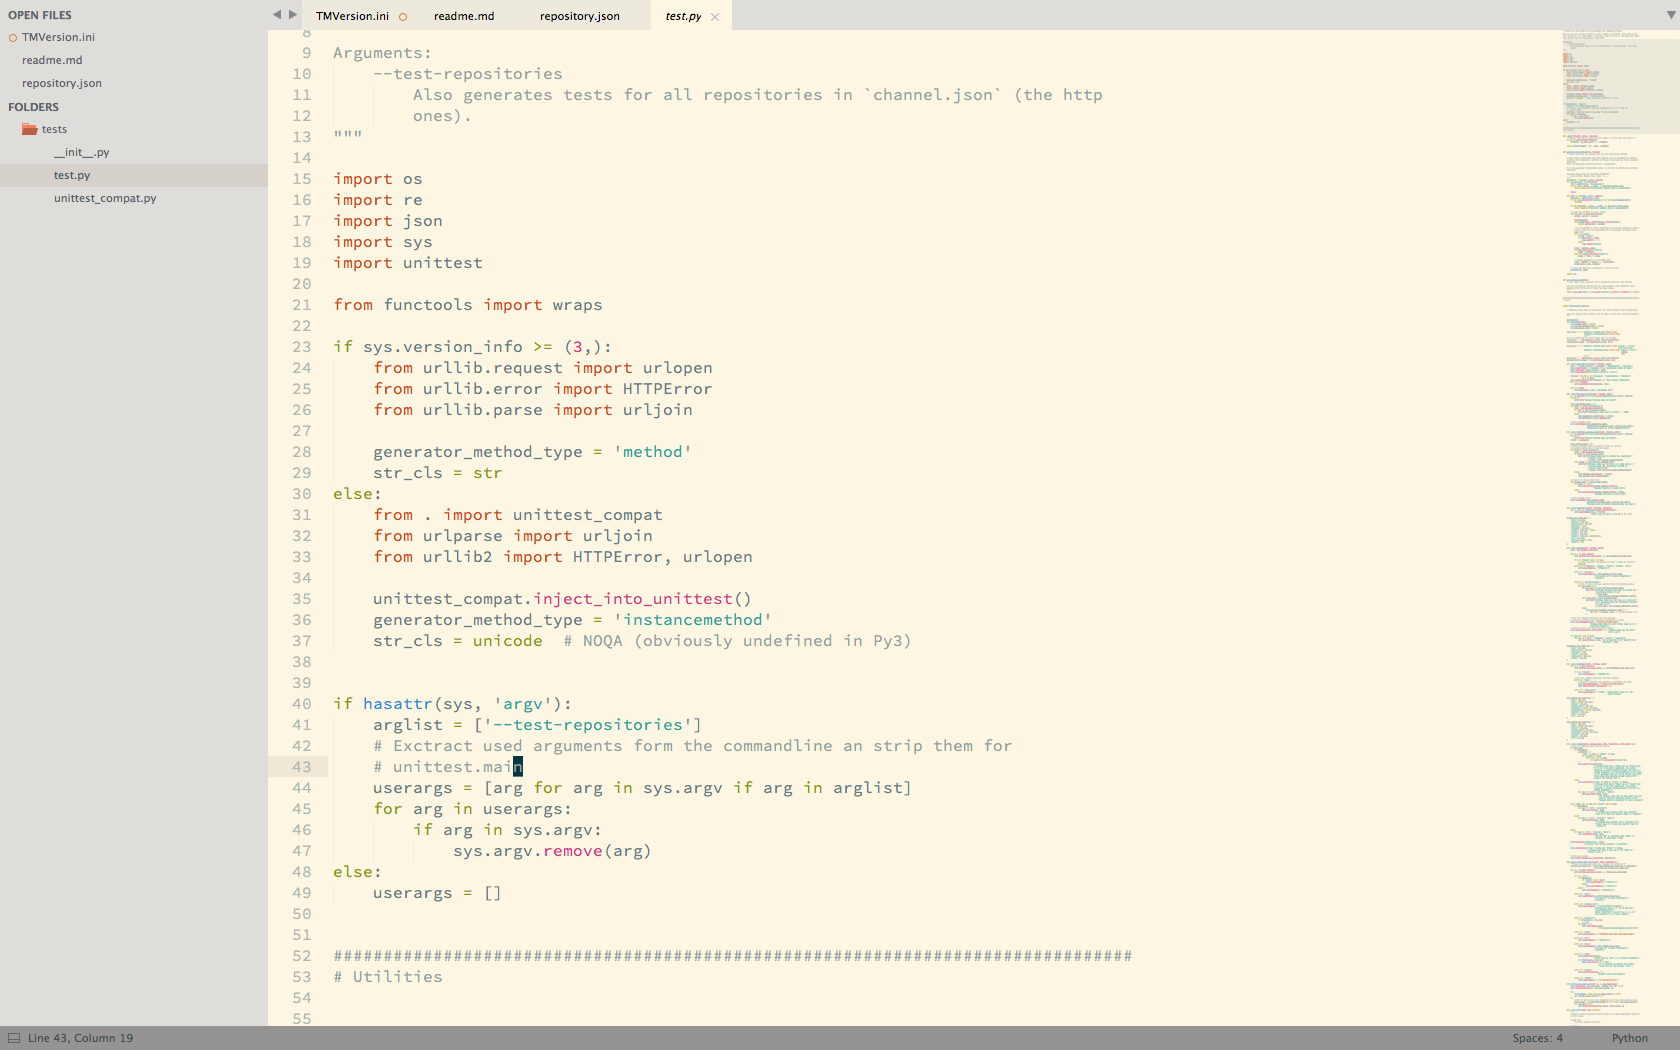 OPEN FILES
TMVersion.ini
readme.md
repository.json
FOLDERS
tests
__init__.py
test.py
unittest_compat.py
TMVersion.ini readme.md repository.json test.py
8
9 Arguments:
10 --test-repositories
11 Also generates tests for all repositories in `channel.json` (the http
12 ones).
13 """
14
15 import os
16 import re
17 import json
18 import sys
19 import unittest
20
21 from functools import wraps
22
23 if sys.version_info >= (3,):
24 from urllib.request import urlopen
25 from urllib.error import HTTPError
26 from urllib.parse import urljoin
27
28 generator_method_type = 'method'
29 str_cls = str
30 else:
31 from . import unittest_compat
32 from urlparse import urljoin
33 from urllib2 import HTTPError, urlopen
34
35 unittest_compat.inject_into_unittest()
36 generator_method_type = 'instancemethod'
37 str_cls = unicode  # NOQA (obviously undefined in Py3)
38
39
40 if hasattr(sys, 'argv'):
41 arglist = ['--test-repositories']
42 # Exctract used arguments form the commandline an strip them for
43 # unittest.main
44 userargs = [arg for arg in sys.argv if arg in arglist]
45 for arg in userargs:
46 if arg in sys.argv:
47 sys.argv.remove(arg)
48 else:
49 userargs = []
50
51
52 ################################################################################
53 # Utilities
54
55
Line 43, Column 19 Spaces: 4 Python